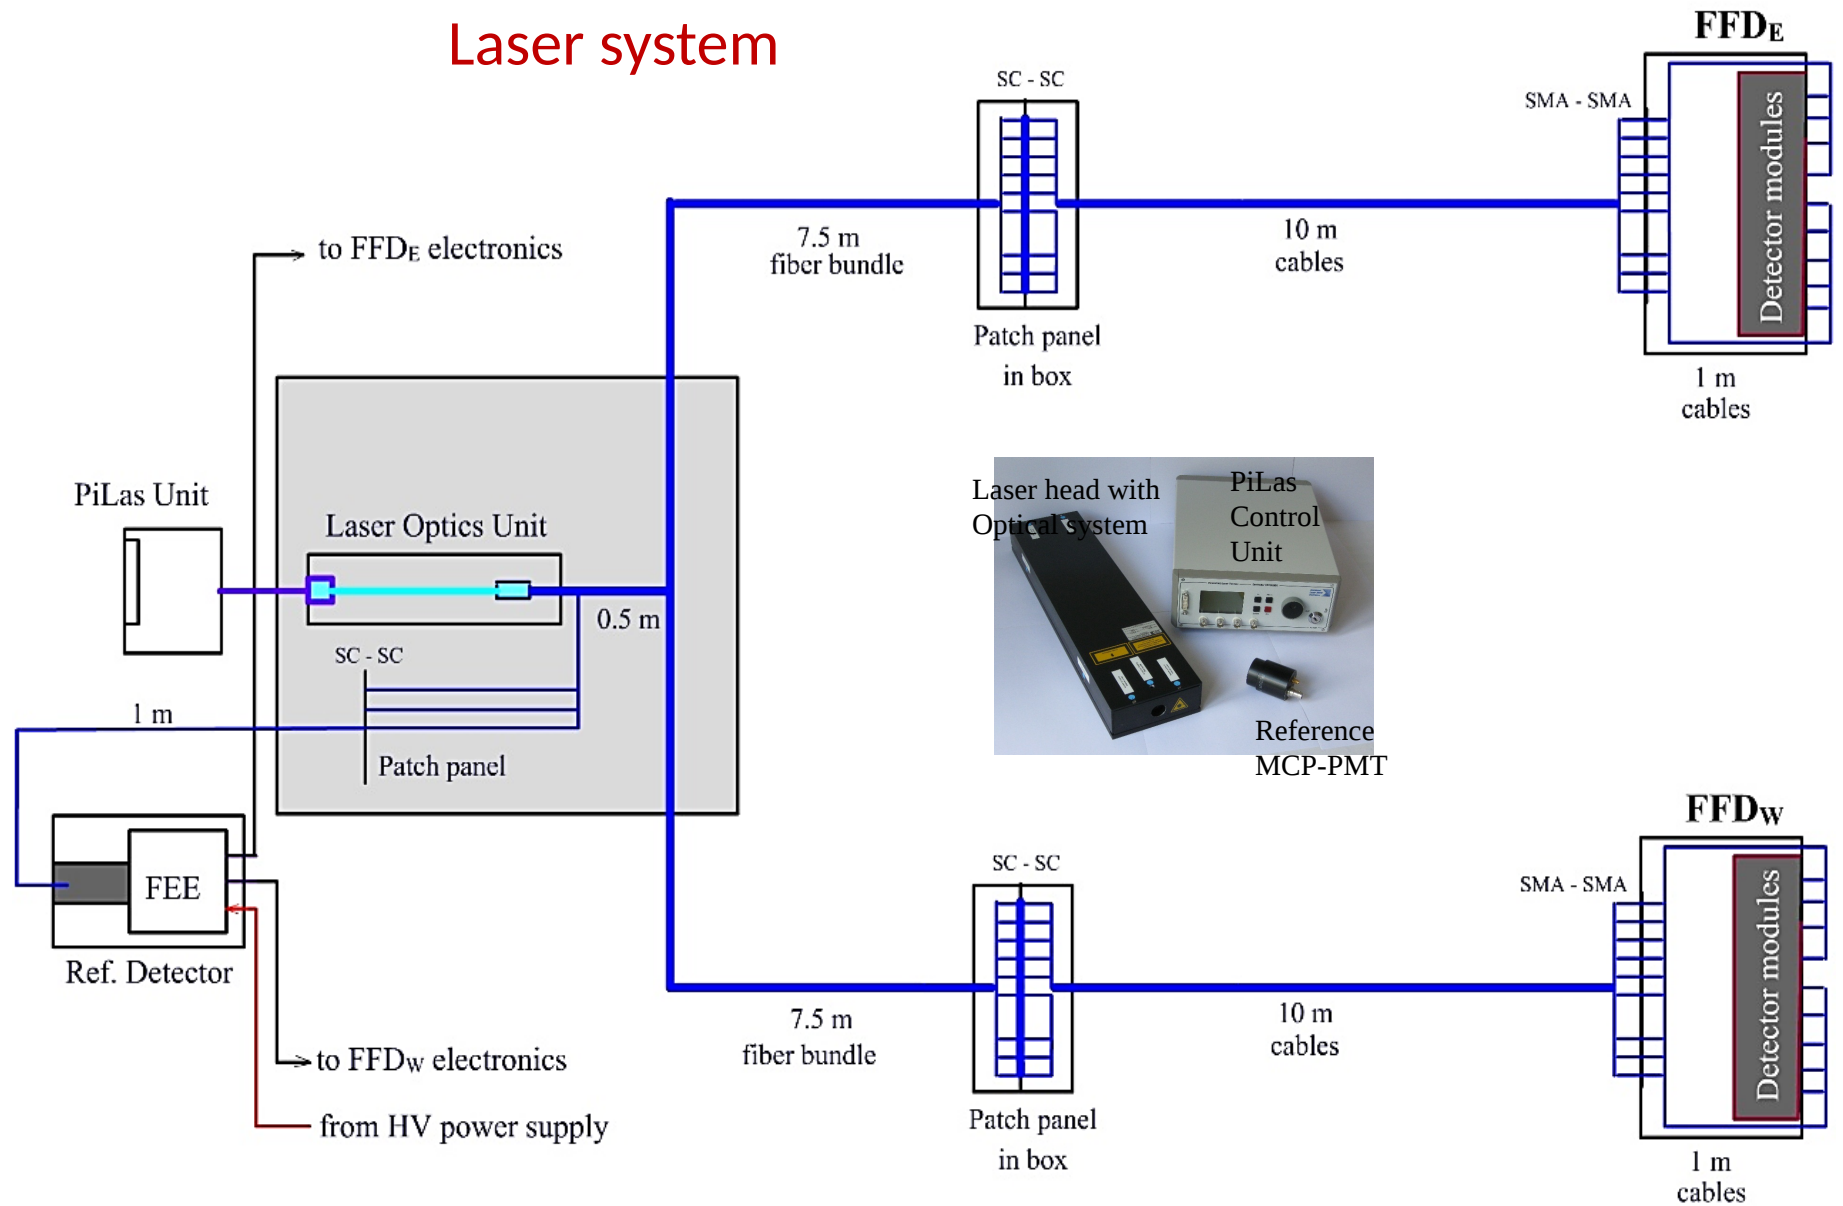 Laser system
FFDE
SC - SC
SMA - SMA
Detector modules
to FFDE electronics
7.5 m
fiber bundle
10 m
cables
Patch panel
in box
1 m
cables
PiLas Unit
Laser Optics Unit
0.5 m
SC - SC
1 m
Patch panel
Laser head with
Optical system
PiLas
Control
Unit
Reference
MCP-PMT
FEE
Ref. Detector
to FFDW electronics
from HV power supply
FFDW
SC - SC
SMA - SMA
Detector modules
7.5 m
fiber bundle
10 m
cables
Patch panel
in box
1 m
cables